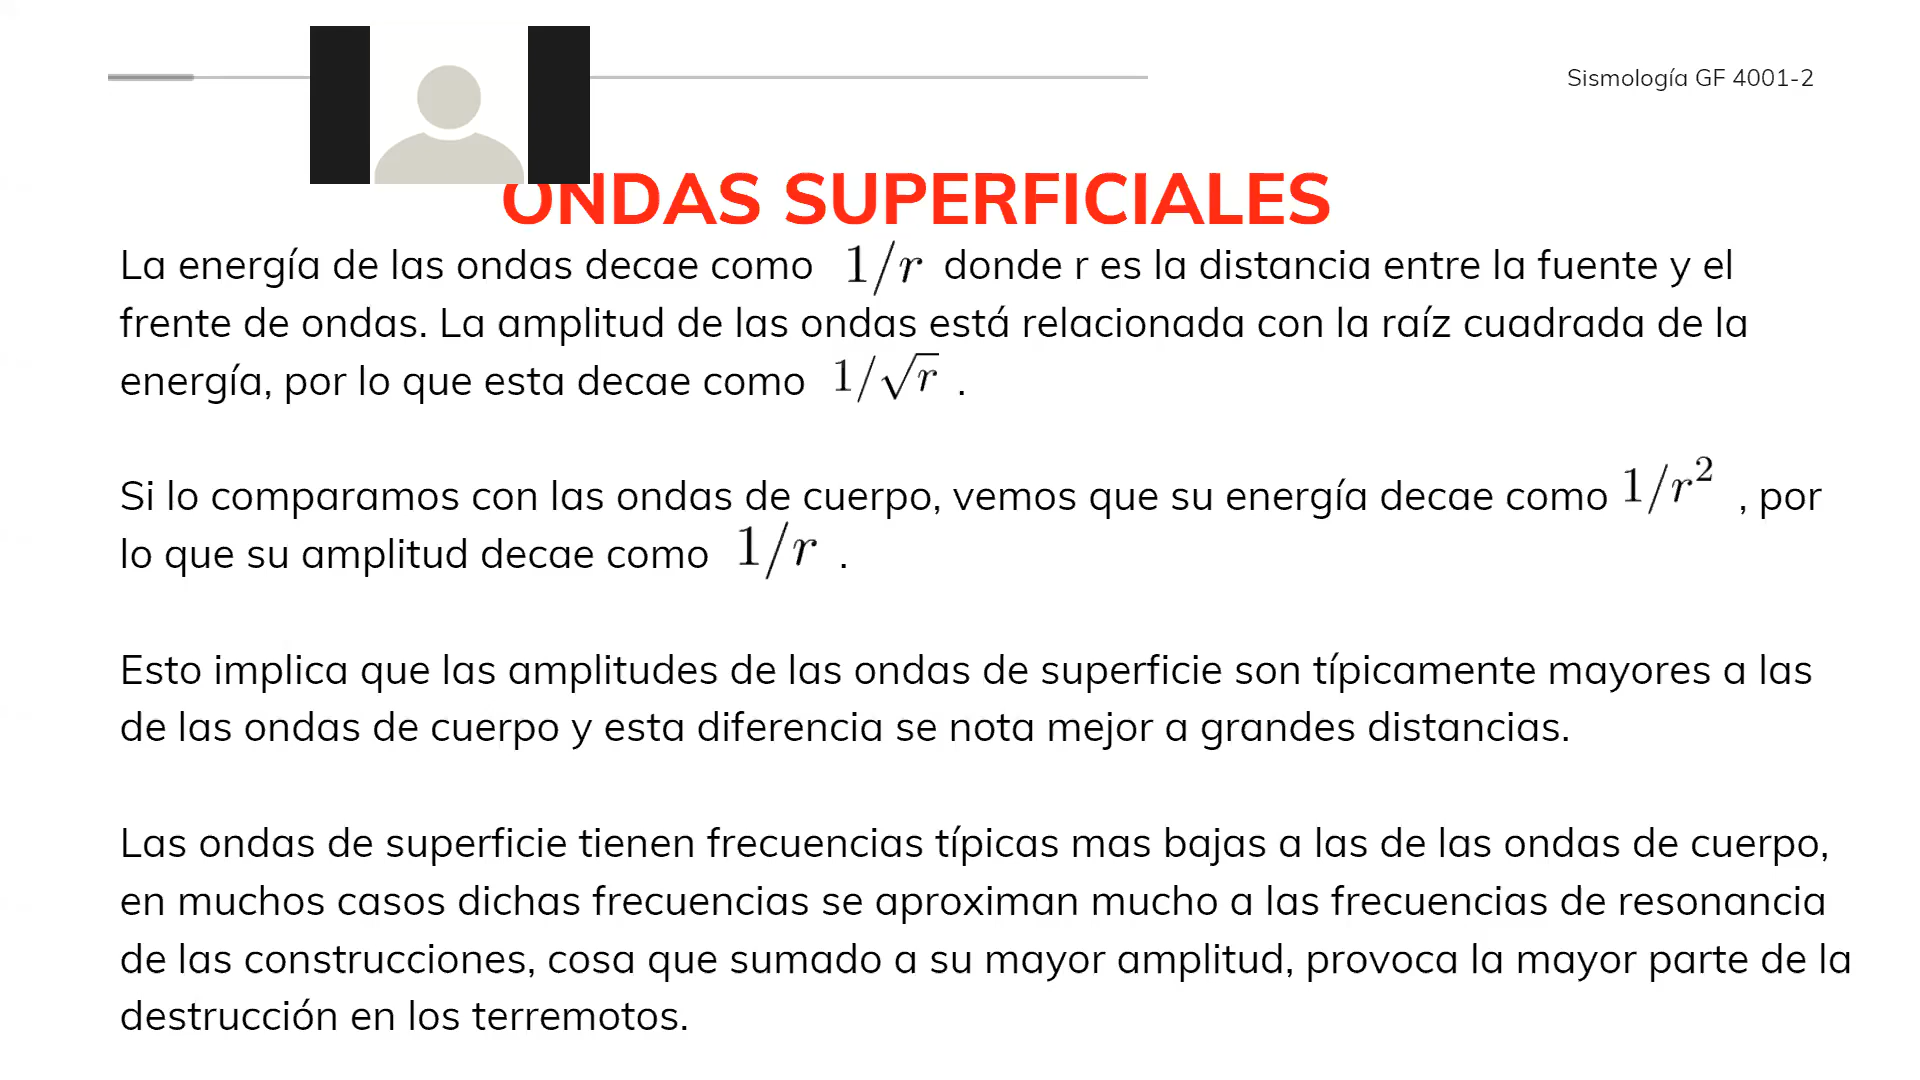 Sismología GF 4001-2
ONDAS SUPERFICIALES
La energía de las ondas decae como 1/r donde r es la distancia entre la fuente y el
frente de ondas. La amplitud de las ondas está relacionada con la raíz cuadrada de la
energía, por lo que esta decae como 1/√r .
Si lo comparamos con las ondas de cuerpo, vemos que su energía decae como 1/r² , por
lo que su amplitud decae como 1/r .
Esto implica que las amplitudes de las ondas de superficie son típicamente mayores a las
de las ondas de cuerpo y esta diferencia se nota mejor a grandes distancias.
Las ondas de superficie tienen frecuencias típicas mas bajas a las de las ondas de cuerpo,
en muchos casos dichas frecuencias se aproximan mucho a las frecuencias de resonancia
de las construcciones, cosa que sumado a su mayor amplitud, provoca la mayor parte de la
destrucción en los terremotos.